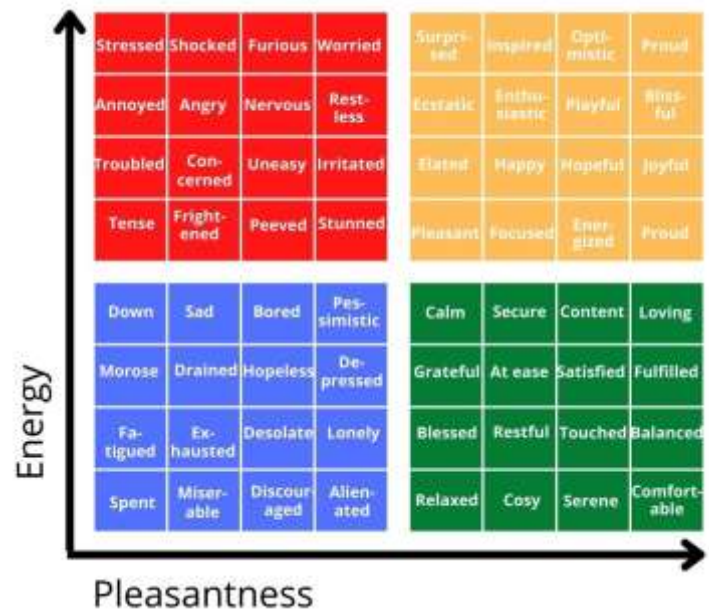 Stressed Shocked Furious Worried
Surpri-
sed
Inspired
Opti-
mistic
Proud
Annoyed Angry Nervous
Rest-
less
Ecstatic
Enthu-
siastic
Playful
Bliss-
ful
Troubled
Con-
cerned
Uneasy Irritated
Elated Happy Hopeful Joyful
Tense
Fright-
ened
Peeved Stunned
Pleasant Focused
Ener-
gized
Proud
Down Sad Bored
Pes-
simistic
Calm Secure Content Loving
Morose Drained Hopeless
De-
pressed
Grateful At ease Satisfied Fulfilled
Fa-
tigued
Ex-
hausted
Desolate Lonely
Blessed Restful Touched Balanced
Spent
Miser-
able
Discour
aged
Alien-
ated
Relaxed Cosy Serene
Comfort-
able
Energy
Pleasantness